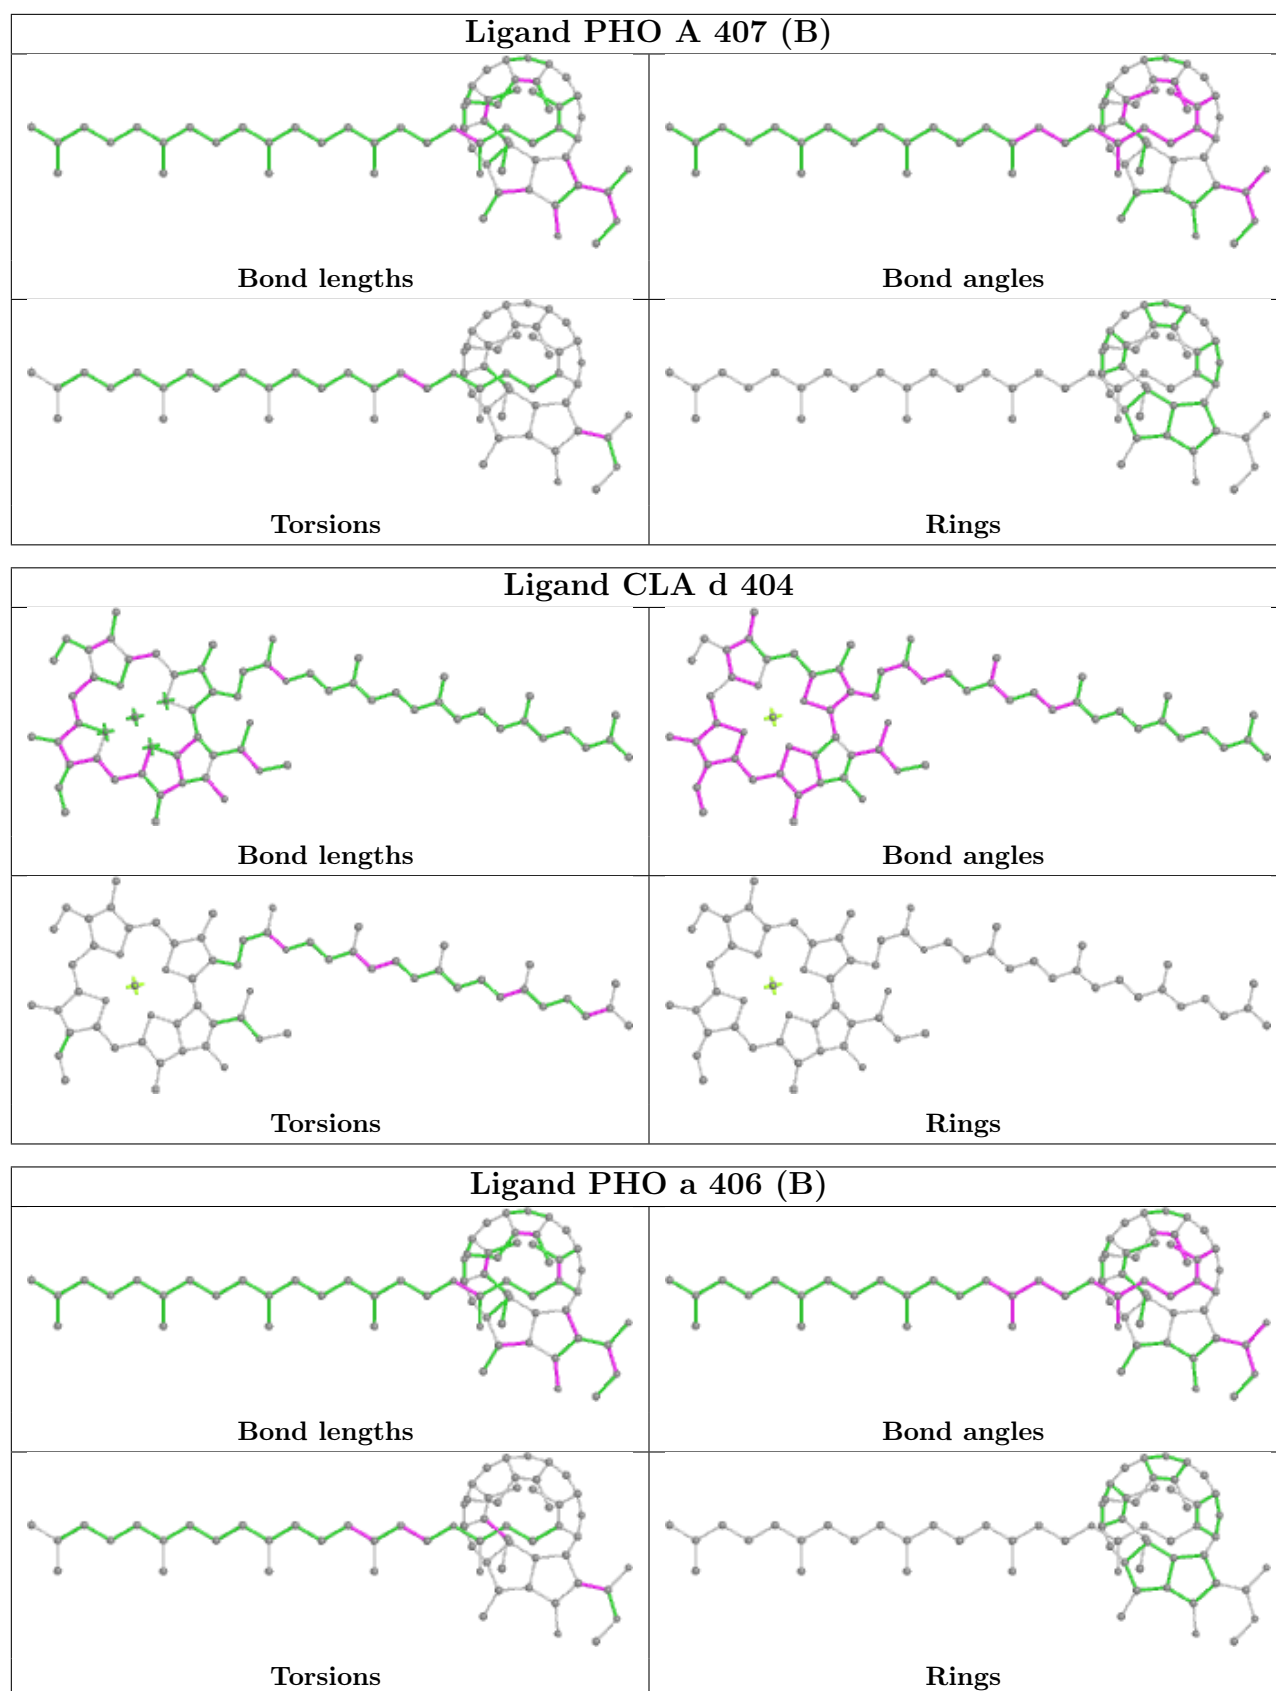 Ligand PHO A 407 (B)
Bond lengths
Bond angles
Torsions
Rings
Ligand CLA d 404
Bond lengths
Bond angles
Torsions
Rings
Ligand PHO a 406 (B)
Bond lengths
Bond angles
Torsions
Rings